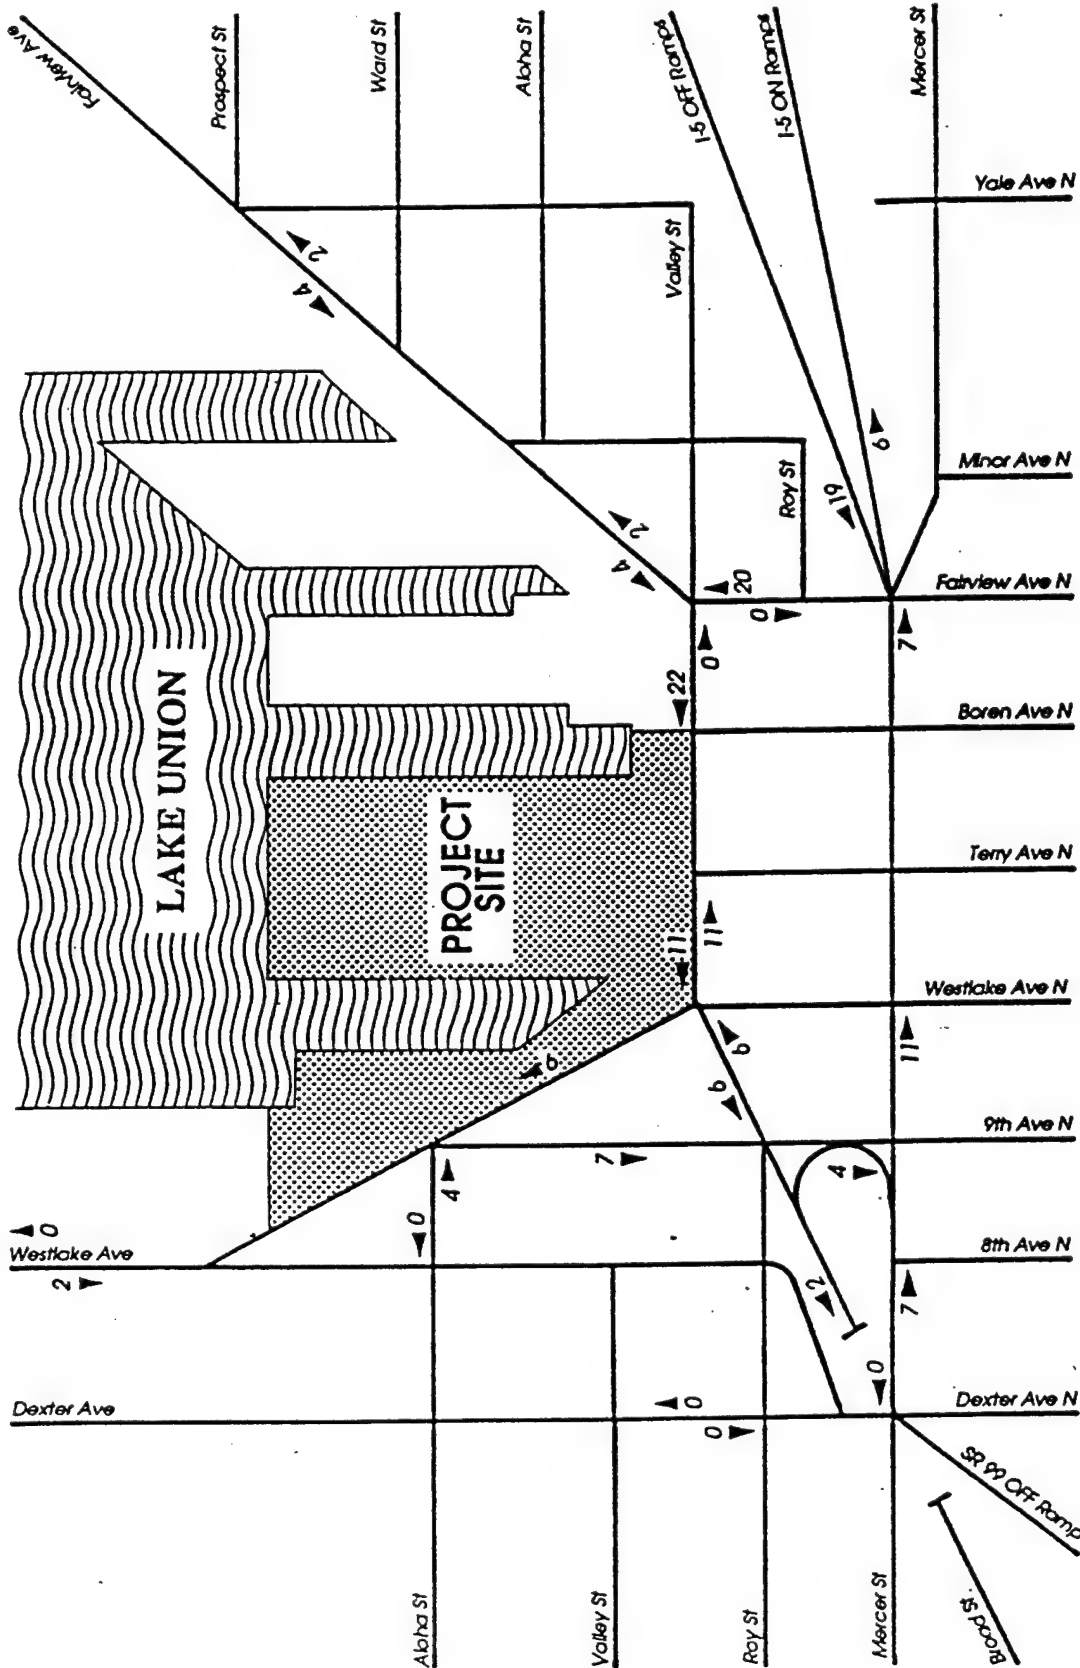 Fairview Ave
Prospect St
Ward St
Aloha St
I-5 OFF Ramps
I-5 ON Ramps
Mercer St
Yale Ave N
2
4
Valley St
LAKE UNION
6
19
Minor Ave N
Roy St
2
4
20
0
Fairview Ave N
0
7
22
Boren Ave N
PROJECT
SITE
Terry Ave N
11
11
Westlake Ave N
6
6
6
11
9th Ave N
7
4
4
0
0
Westlake Ave
2
8th Ave N
2
7
0
Dexter Ave
0
0
Dexter Ave N
SR 99 OFF Ramp
Aloha St
Valley St
Roy St
Mercer St
Broad St.